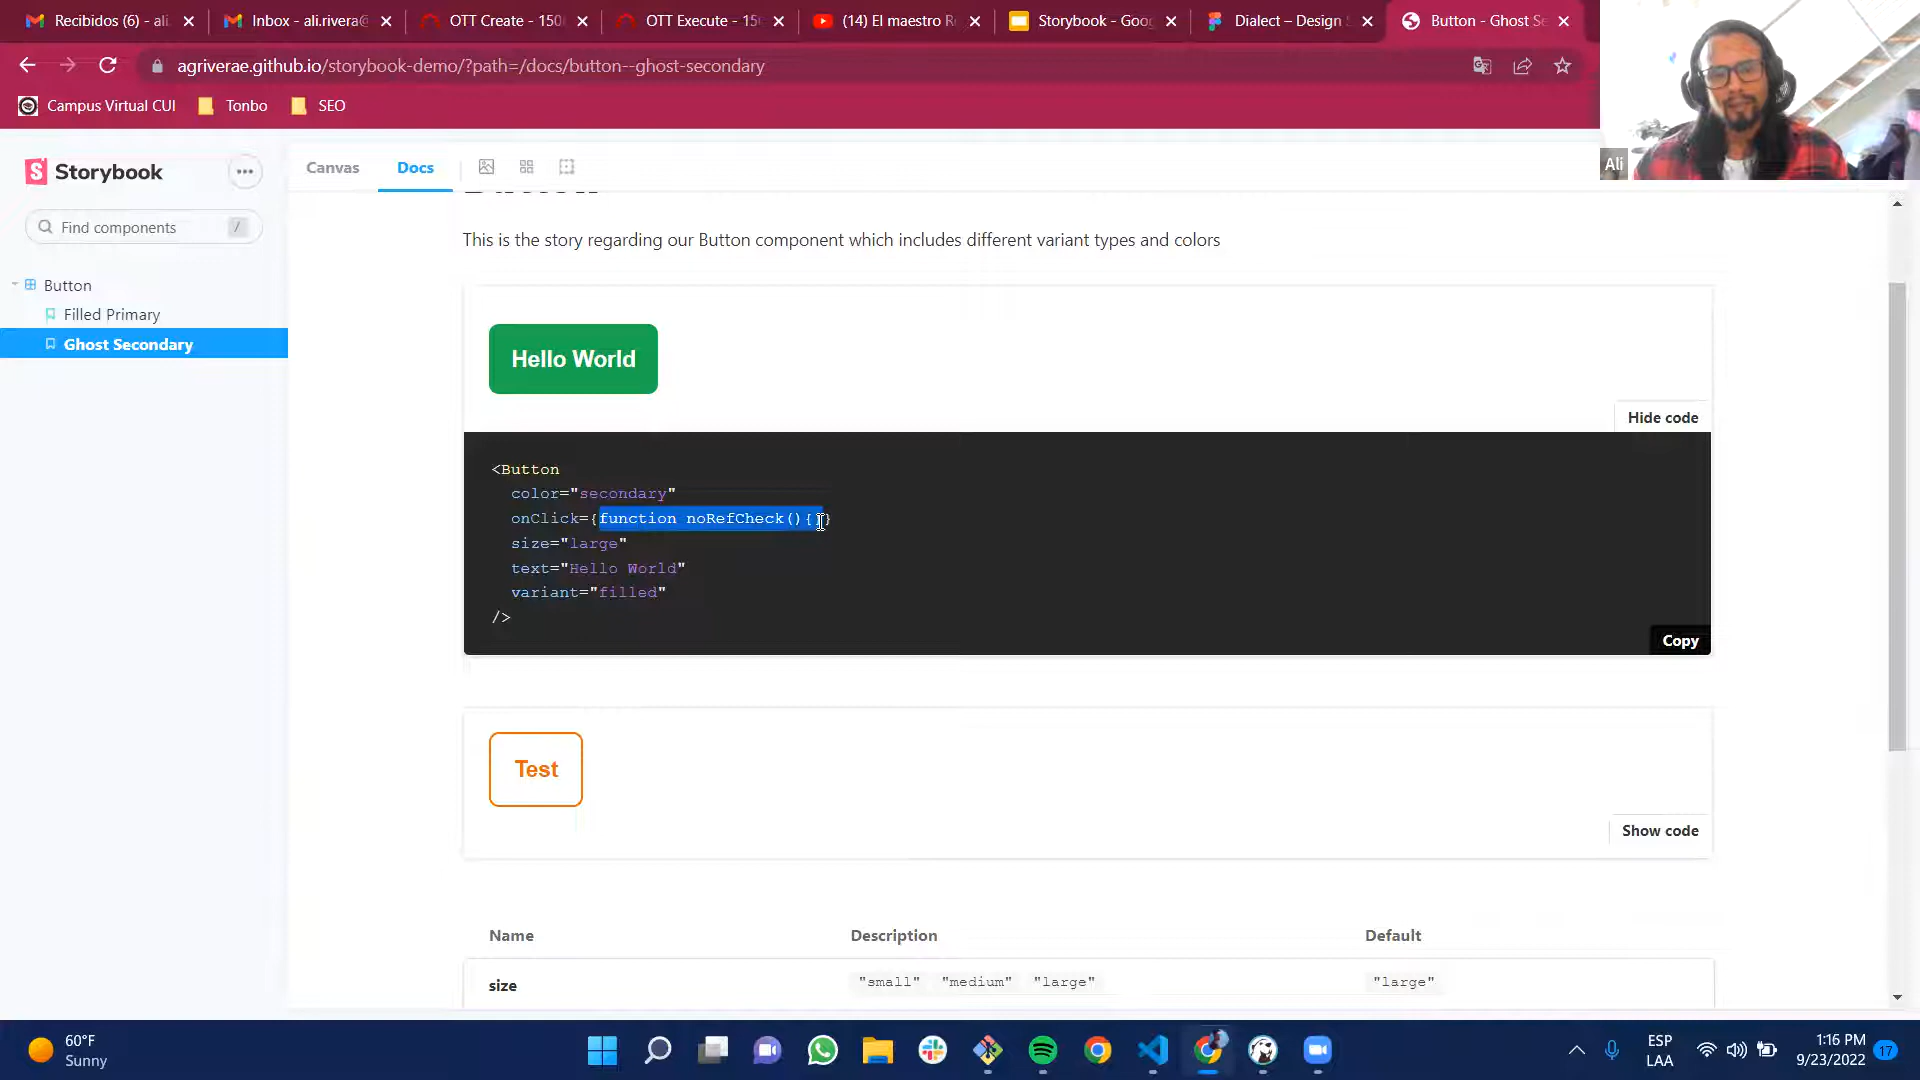 Recibidos (6) - ali
Inbox - ali.rivera@
OTT Create - 150
OTT Execute - 15
(14) El maestro R
Storybook - Goog
Dialect – Design S
Button - Ghost Se
agriverae.github.io/storybook-demo/?path=/docs/button--ghost-secondary
Campus Virtual CUI
Tonbo
SEO
Ali
Storybook
Canvas
Docs
Find components
/
Button
Filled Primary
Ghost Secondary
This is the story regarding our Button component which includes different variant types and colors
Hello World
Hide code
<Button
color="secondary"
onClick={function noRefCheck(){}}
size="large"
text="Hello World"
variant="filled"
/>
Copy
Test
Show code
Name Description Default
size "small" "medium" "large" "large"
60°F
Sunny
ESP
LAA
1:16 PM
9/23/2022
17